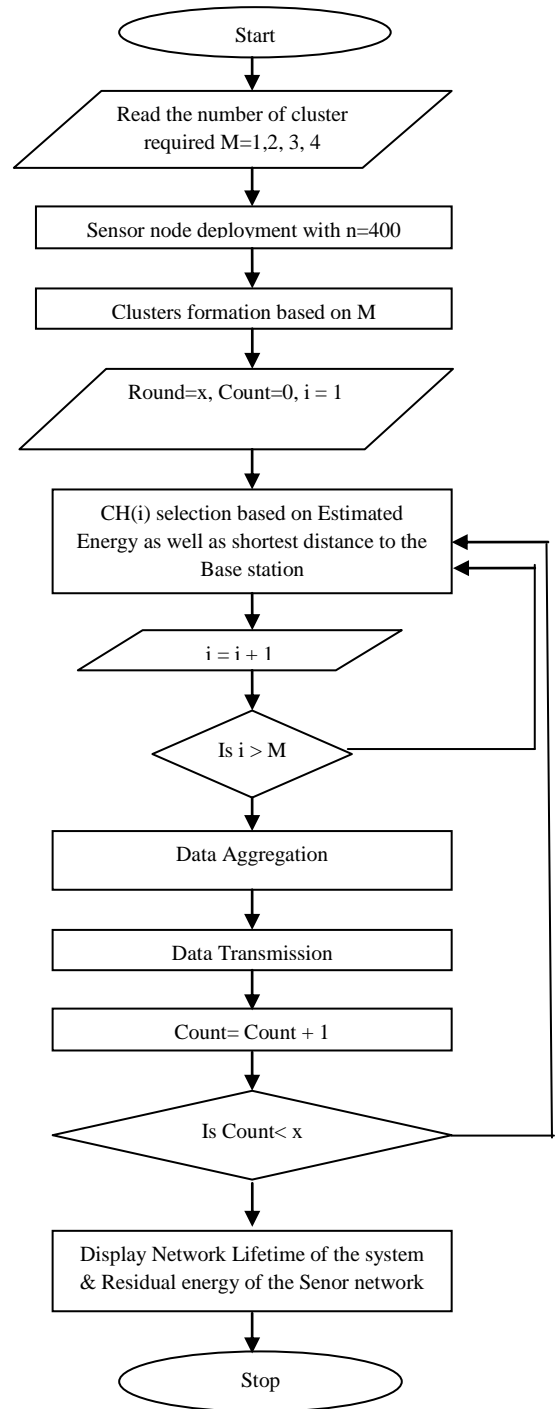 Start
Read the number of cluster
required M=1,2, 3, 4
Sensor node deployment with n=400
Clusters formation based on M
Round=x, Count=0, i = 1
CH(i) selection based on Estimated
Energy as well as shortest distance to the
Base station
i = i + 1
Is i > M
Data Aggregation
Data Transmission
Count= Count + 1
Is Count< x
Display Network Lifetime of the system
& Residual energy of the Senor network
Stop